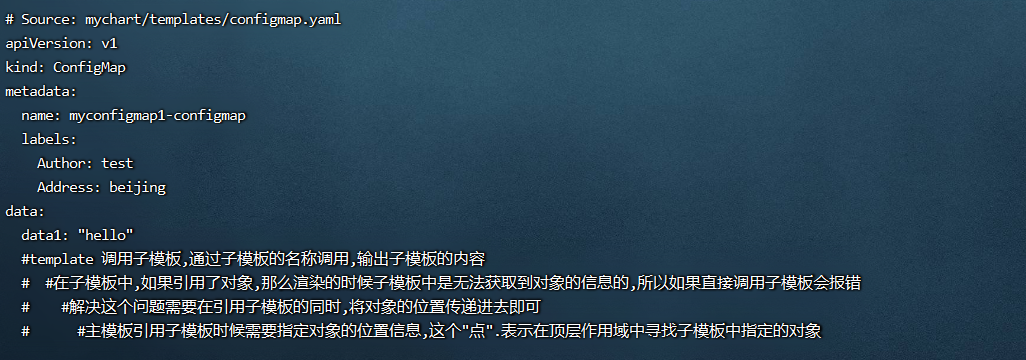 # Source: mychart/templates/configmap.yaml
apiVersion: v1
kind: ConfigMap
metadata:
  name: myconfigmap1-configmap
  labels:
    Author: test
    Address: beijing
data:
  data1: "hello"
  #template 调用子模板,通过子模板的名称调用,输出子模板的内容
  #  #在子模板中,如果引用了对象,那么渲染的时候子模板中是无法获取到对象的信息的,所以如果直接调用子模板会报错
  #    #解决这个问题需要在引用子模板的同时,将对象的位置传递进去即可
  #      #主模板引用子模板时候需要指定对象的位置信息,这个"点".表示在顶层作用域中寻找子模板中指定的对象